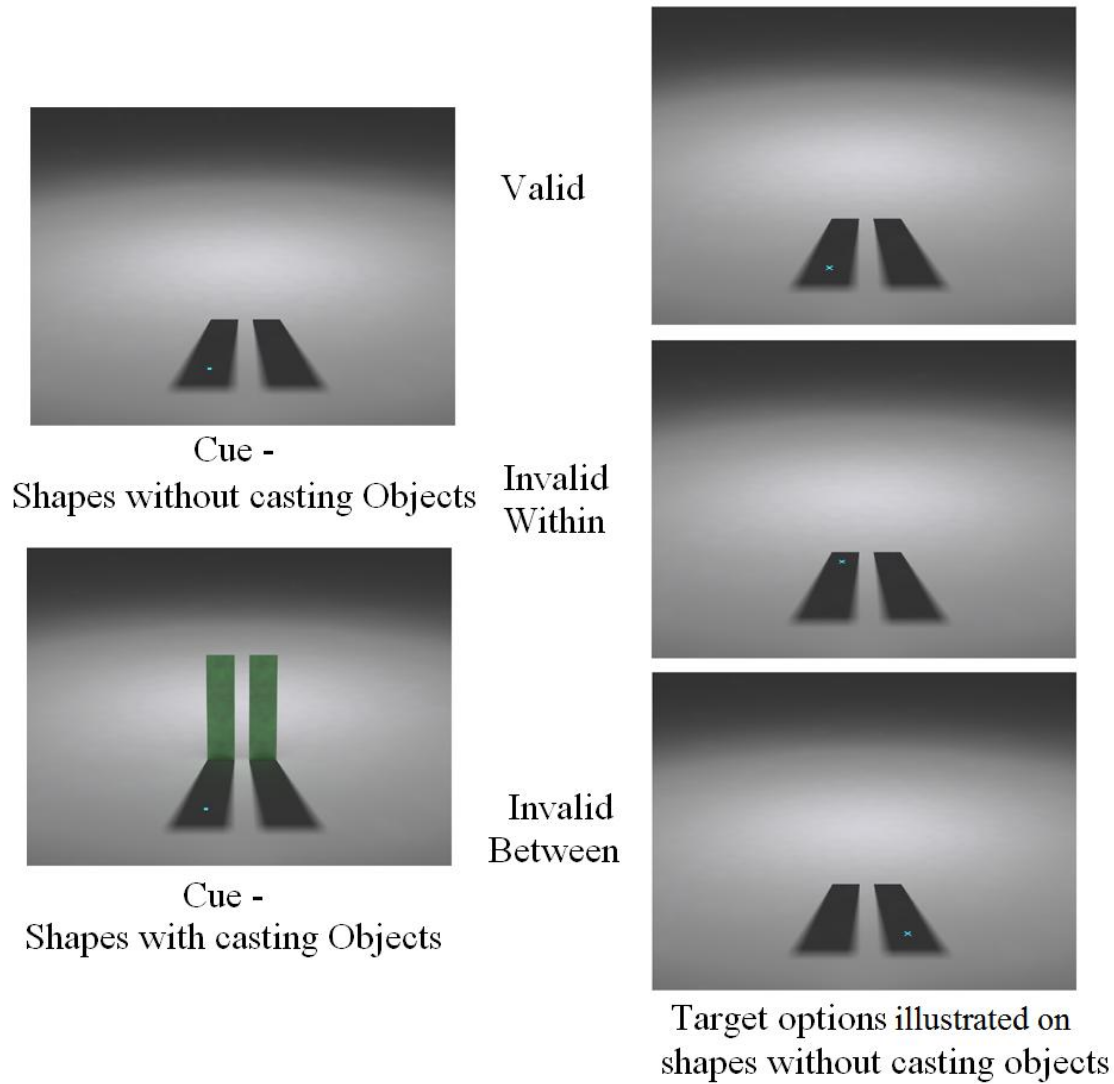 Valid
Cue -
Shapes without casting Objects
Invalid
Within
Invalid
Between
Cue -
Shapes with casting Objects
Target options illustrated on
shapes without casting objects